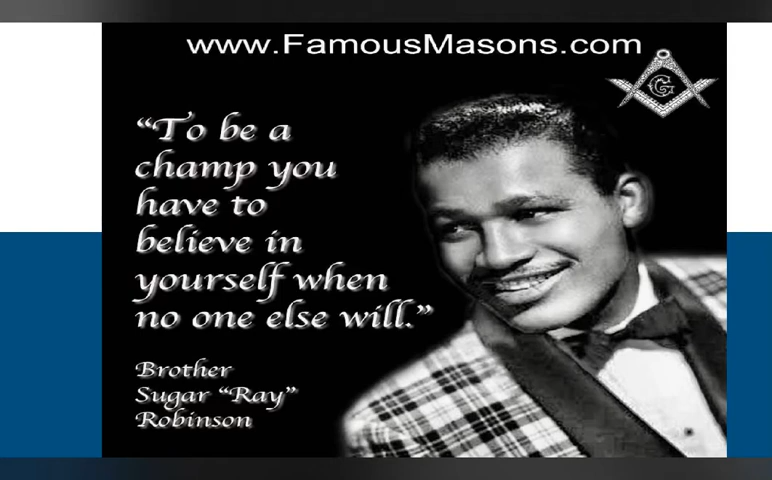 www.FamousMasons.com
G
“To be a
champ you
have to
believe in
yourself when
no one else will.”
Brother
Sugar “Ray”
Robinson